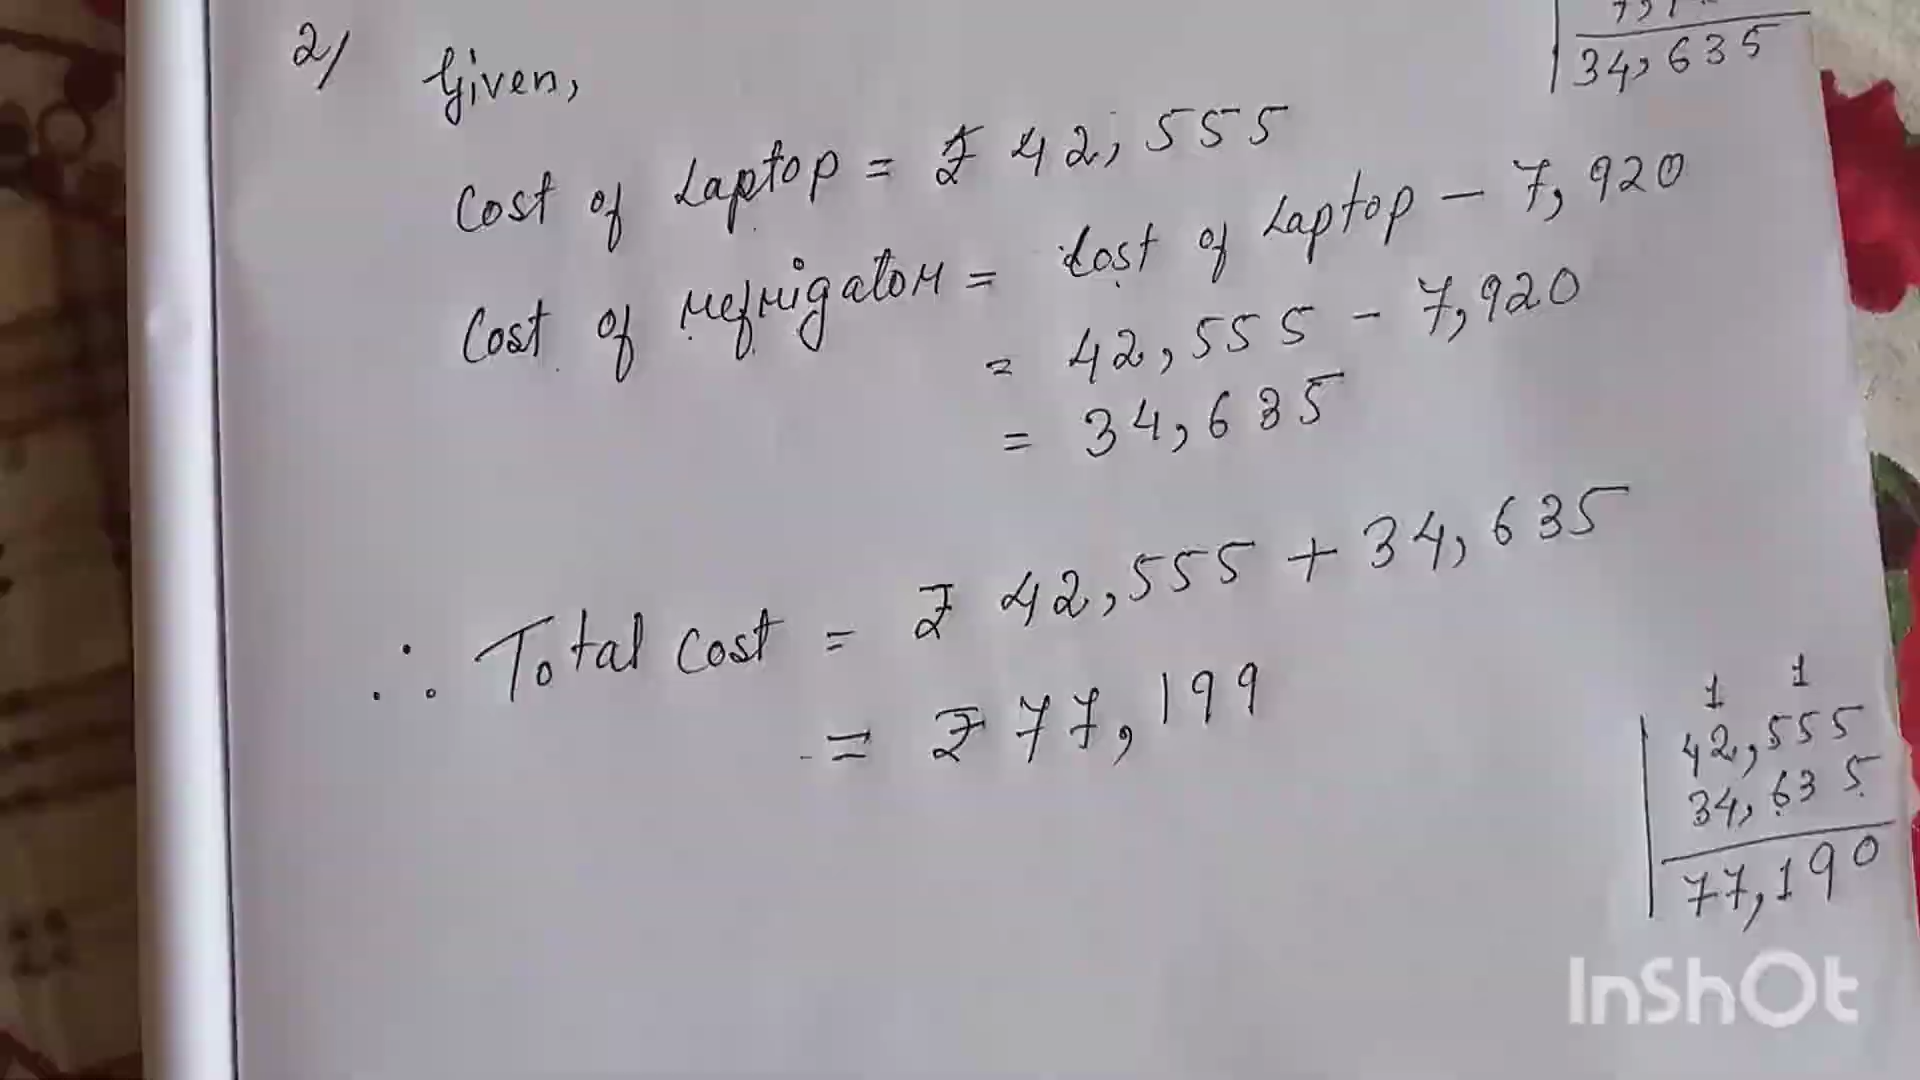 34,635
2/ Given,
Cost of Laptop = ₹ 42,555
Cost of refrigator = Cost of Laptop - 7,920
= 42,555 - 7,920
= 34,635
∴ Total cost = ₹ 42,555 + 34,635
= ₹ 77,199
1 1
42,555
34,635
77,190
InShOt